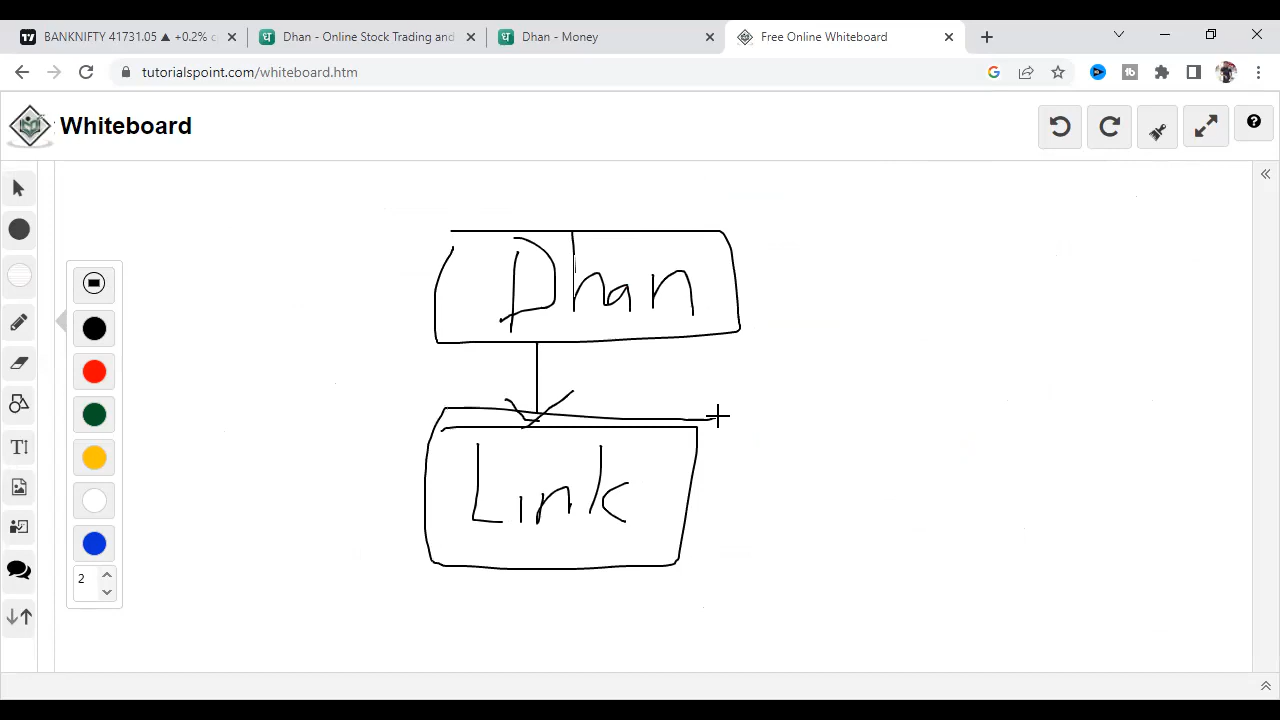 BANKNIFTY 41731.05 ▲ +0.2%
Dhan - Online Stock Trading and
Dhan - Money
Free Online Whiteboard
tutorialspoint.com/whiteboard.htm
Whiteboard
Dhan
Link
2